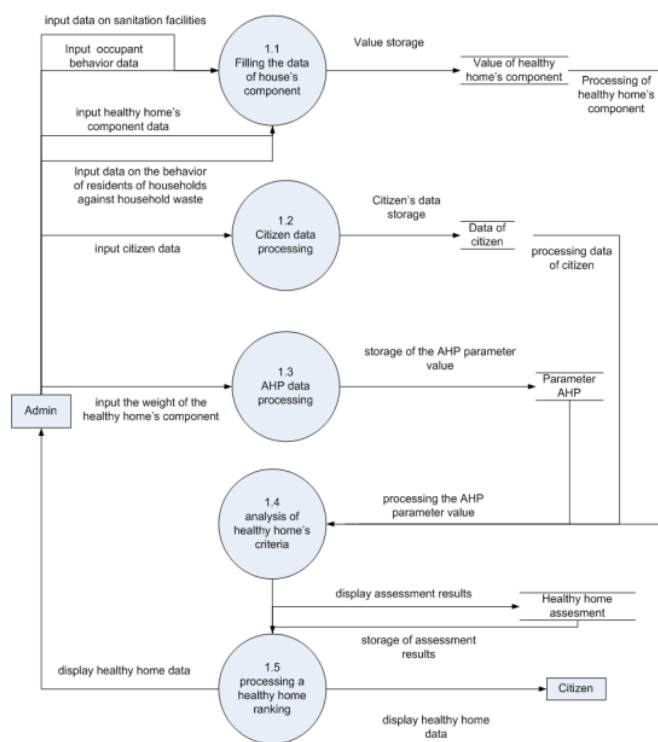 input data on sanitation facilities
Input occupant
behavior data
1.1
Filling the data
of house's
component
Value storage
Value of healthy
home's component
Processing of
healthy home's
component
input healthy home's
component data
Input data on the behavior
of residents of households
against household waste
1.2
Citizen data
processing
Citizen's data
storage
Data of
citizen
processing data
of citizen
input citizen data
1.3
AHP data
processing
storage of the AHP parameter
value
Parameter
AHP
Admin
input the weight of the
healthy home's component
1.4
analysis of
healthy home's
criteria
processing the AHP
parameter value
display assessment results
Healthy home
assesment
storage of assessment
results
1.5
processing a
healthy home
ranking
display healthy home data
Citizen
display healthy home
data